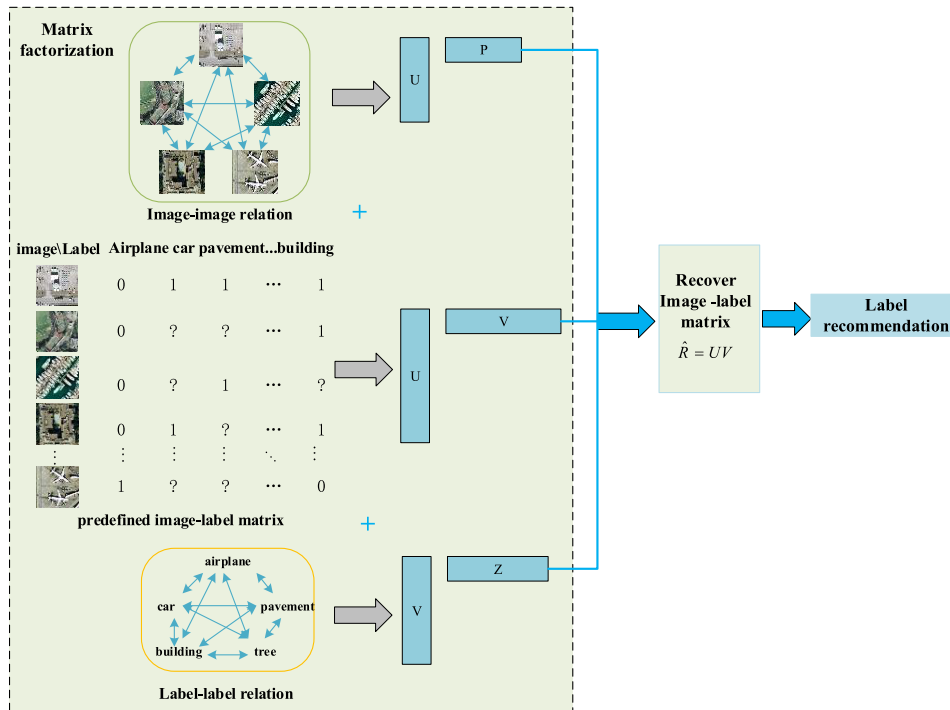 Matrix
factorization
U
P
Image-image relation
+
image\Label Airplane car pavement...building
0 1 1 ··· 1
0 ? ? ··· 1
0 ? 1 ··· ?
0 1 ? ··· 1
⋮ ⋮ ⋮ ⋮ ⋱ ⋮
1 ? ? ··· 0
predefined image-label matrix
U
V
+
airplane
car pavement
building tree
Label-label relation
V
Z
Recover
Image -label
matrix
R̂ = UV
Label
recommendation